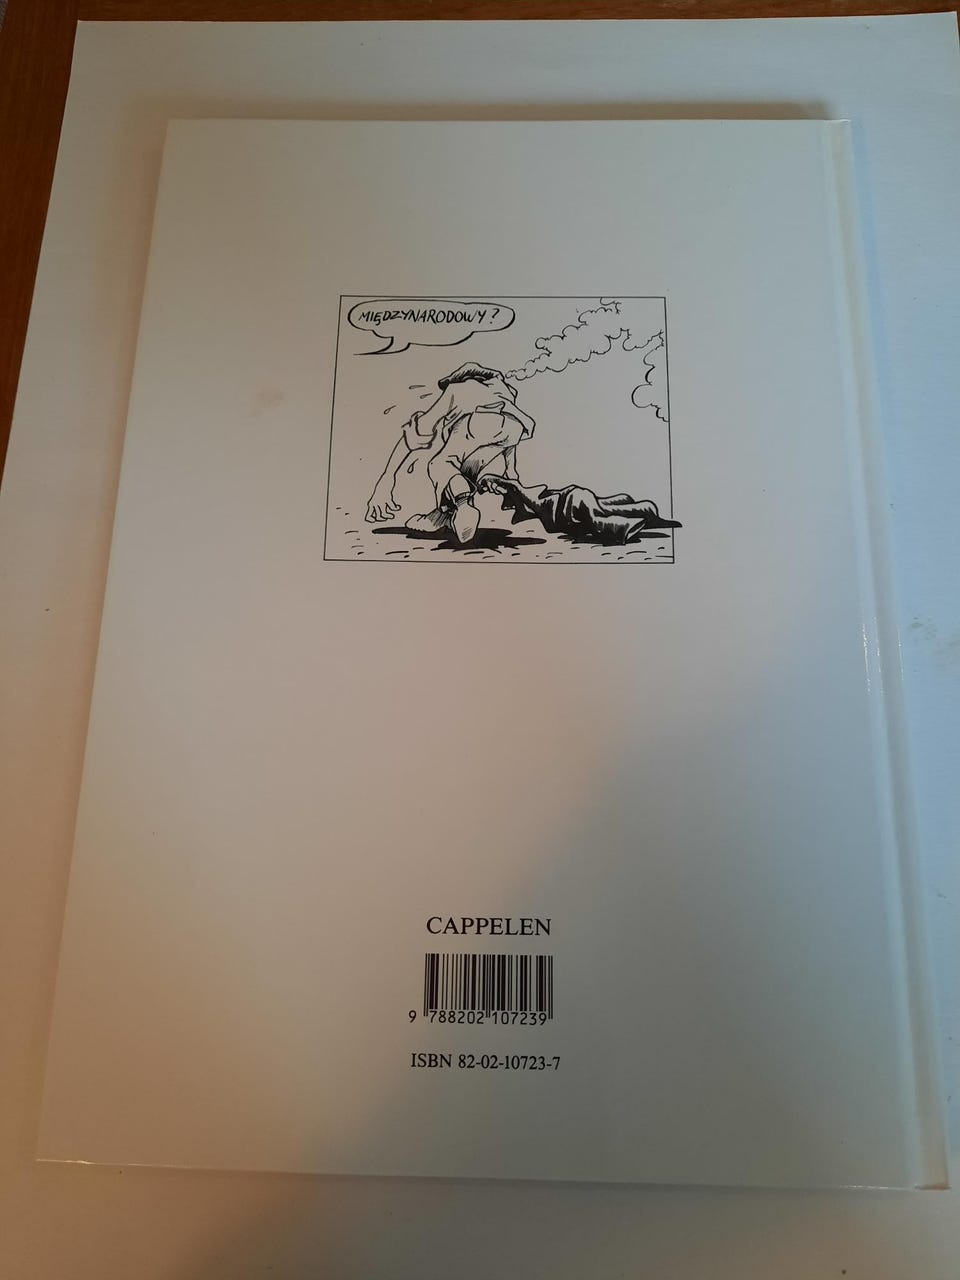 MIĘDZYNARODOWY?
CAPPELEN
9 788202 107239
ISBN 82-02-10723-7